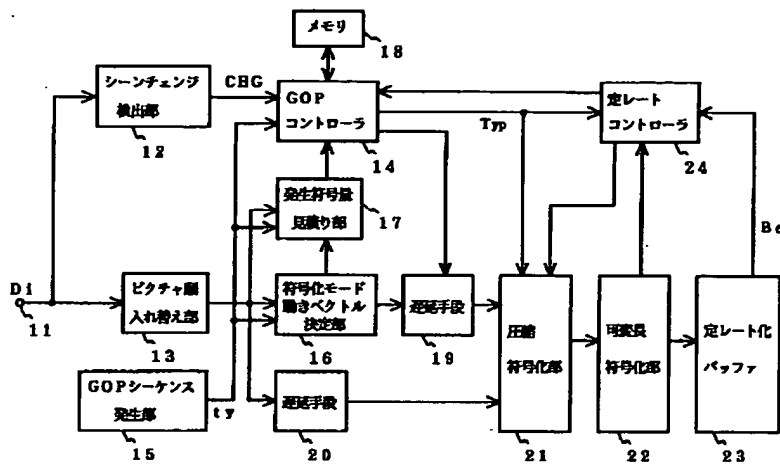 メモリ
18
シーンチェンジ
検出部
12
CHG
GOP
コントローラ
14
Typ
定レート
コントローラ
24
発生符号量
見積り部
17
Di
11
ピクチャ順
入れ替え部
13
符号化モード
動きベクトル
決定部
16
遅延手段
19
圧縮
符号化部
21
可変長
符号化部
22
定レート化
バッファ
23
GOPシーケンス
発生部
15
ty
遅延手段
20